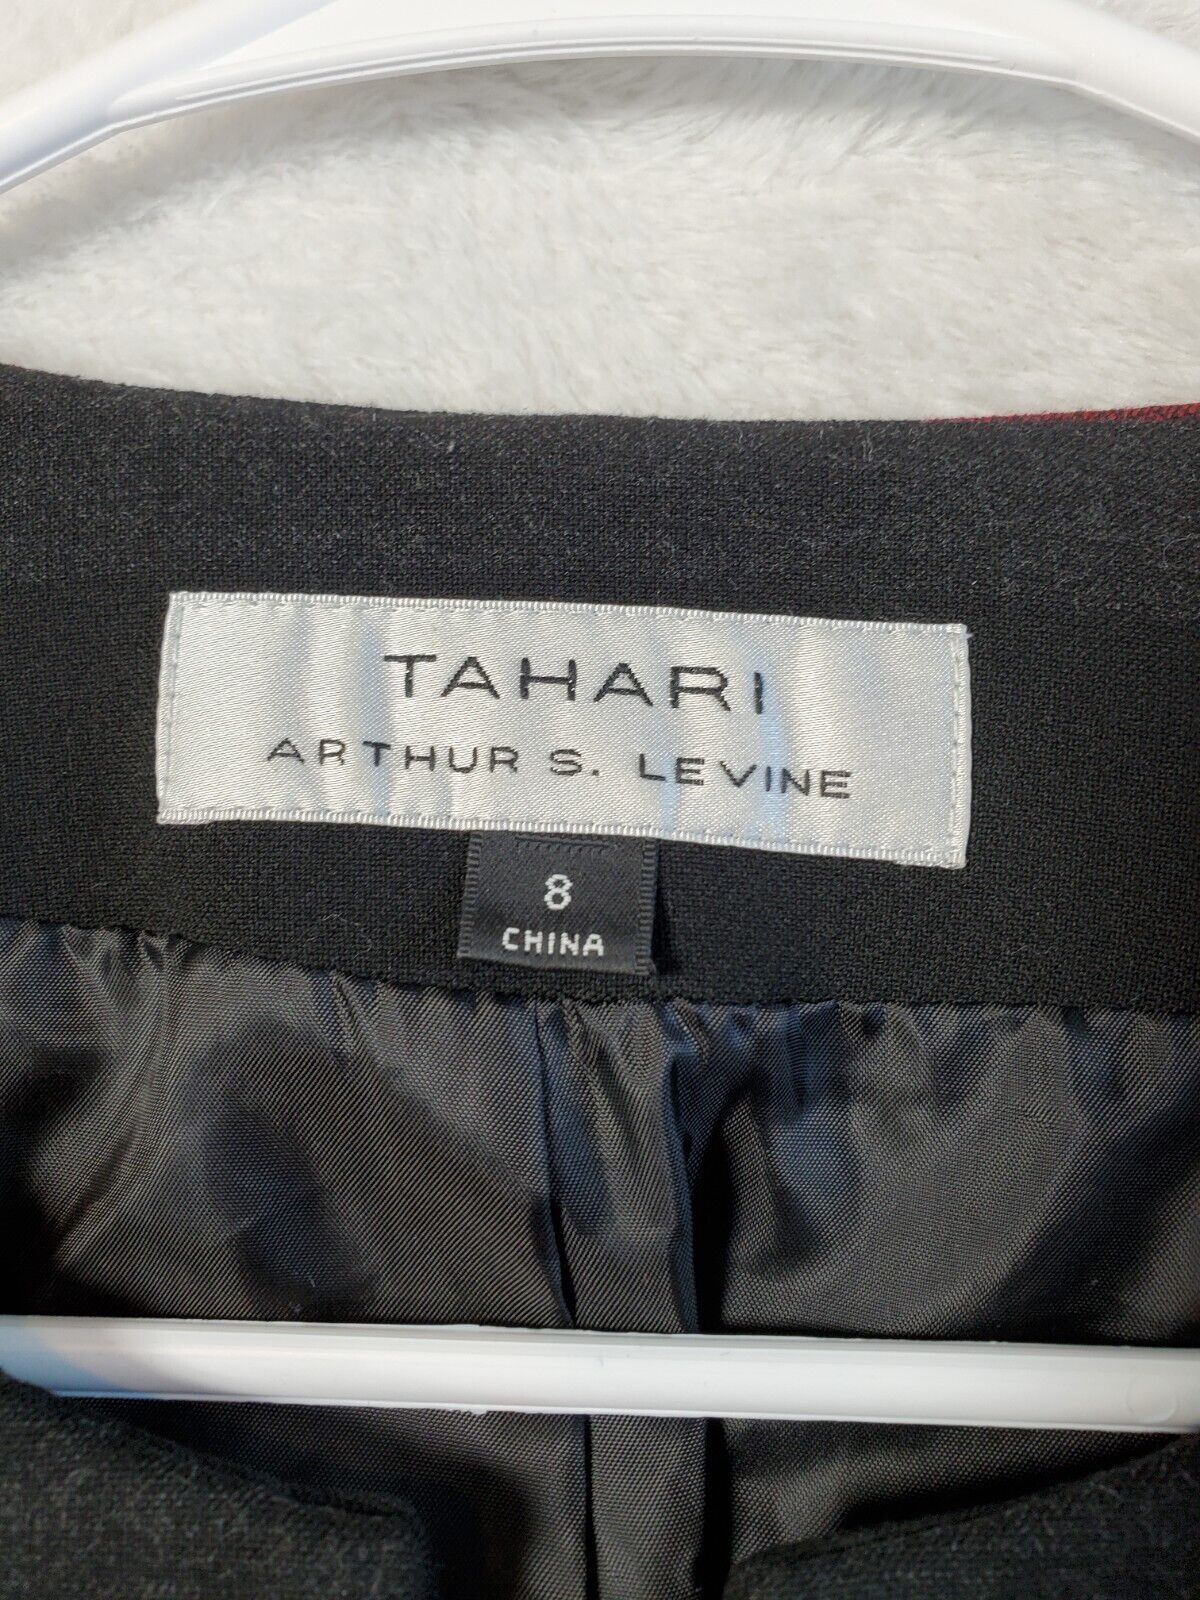 TAHARI
ARTHUR S. LEVINE
8
CHINA